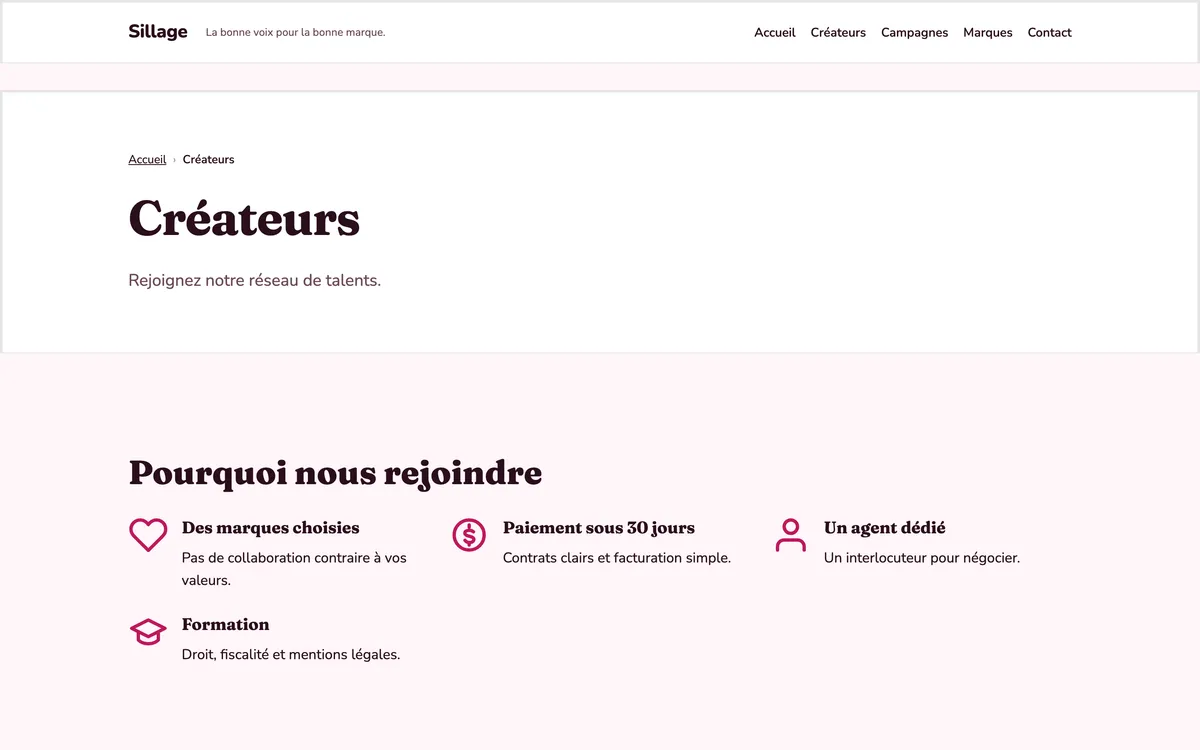 Sillage
La bonne voix pour la bonne marque.
Accueil Créateurs Campagnes Marques Contact
Accueil › Créateurs
Créateurs
Rejoignez notre réseau de talents.
Pourquoi nous rejoindre
Des marques choisies
Pas de collaboration contraire à vos
valeurs.
Paiement sous 30 jours
Contrats clairs et facturation simple.
Un agent dédié
Un interlocuteur pour négocier.
Formation
Droit, fiscalité et mentions légales.